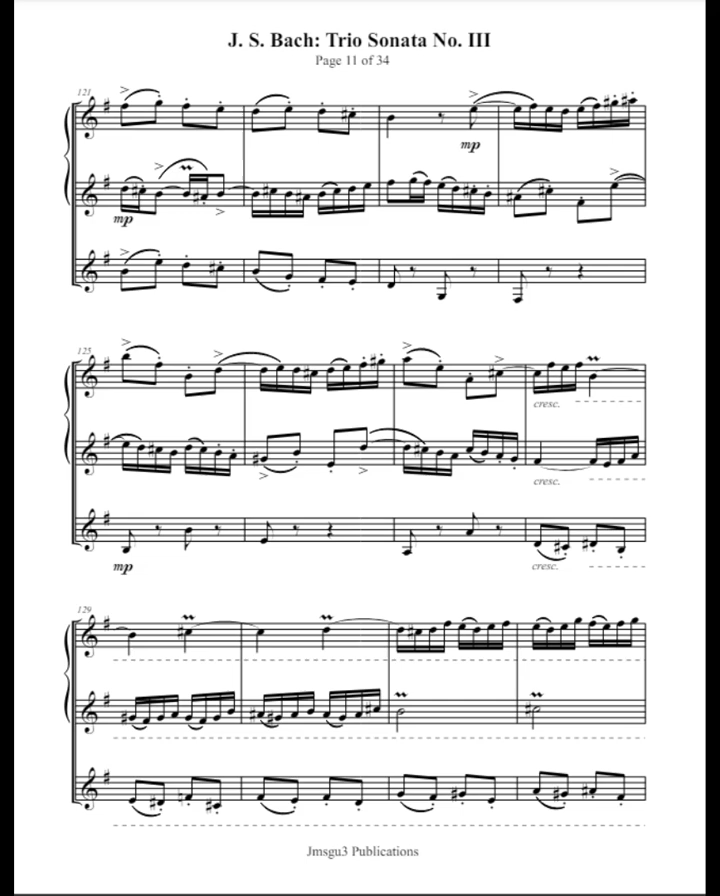 J. S. Bach: Trio Sonata No. III
Page 11 of 34
121
mp
mp
125
cresc.
cresc.
mp
cresc.
129
Jmsgu3 Publications